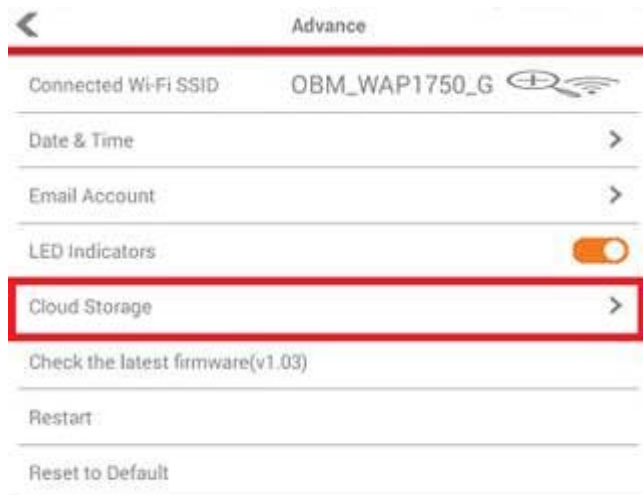 Advance
Connected Wi-Fi SSID OBM_WAP1750_G
Date & Time
Email Account
LED Indicators
Cloud Storage
Check the latest firmware(v1.03)
Restart
Reset to Default